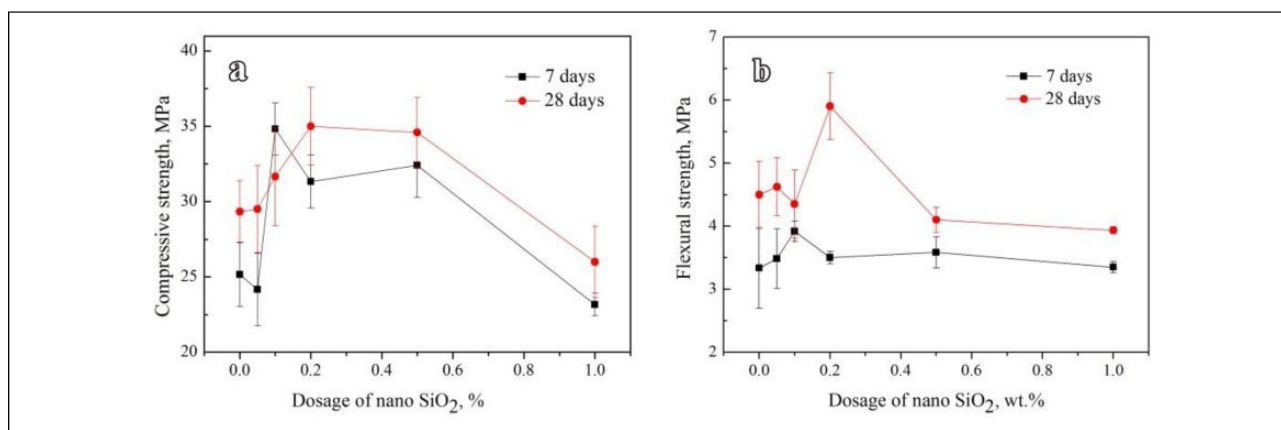 a
7 days
28 days
40
35
30
25
20
Compressive strength, MPa
0.0 0.2 0.4 0.6 0.8 1.0
Dosage of nano SiO2, %
b
7 days
28 days
7
6
5
4
3
2
Flexural strength, MPa
0.0 0.2 0.4 0.6 0.8 1.0
Dosage of nano SiO2, wt.%